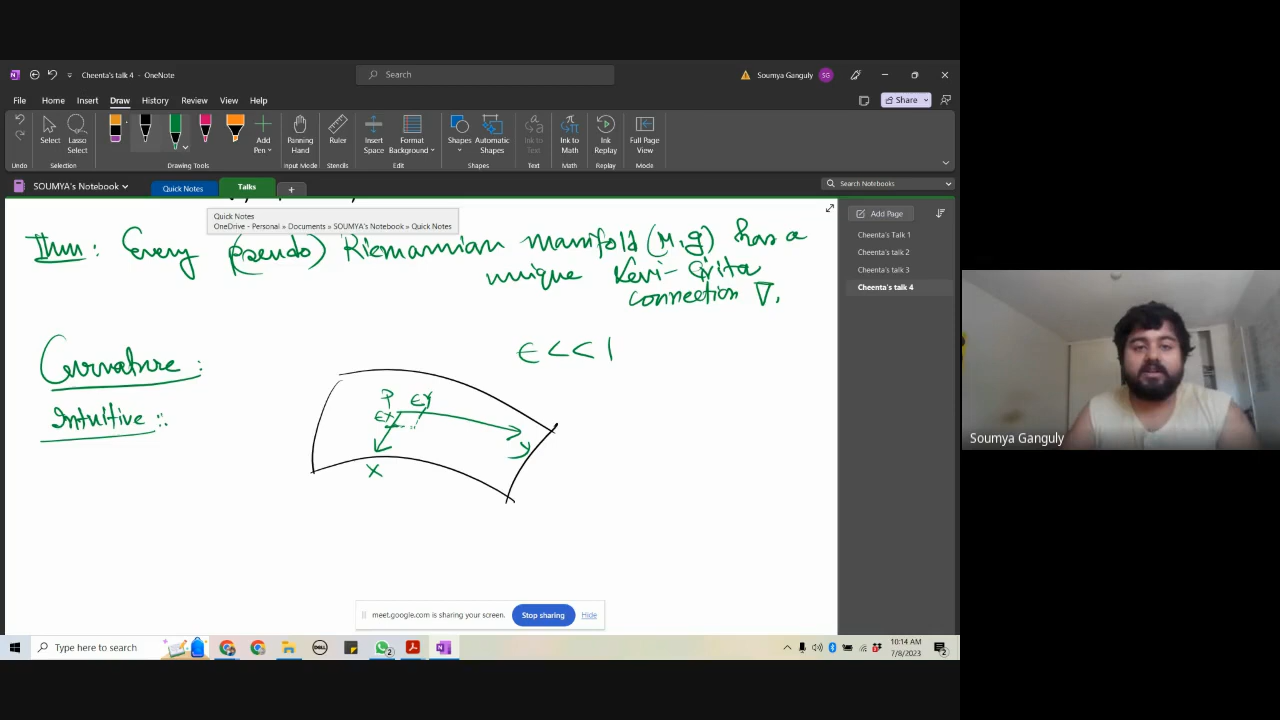 Cheenta's talk 4 - OneNote
Search
Soumya Ganguly
SG
File Home Insert Draw History Review View Help
Share
Undo
Select
Lasso Select
Selection
Add Pen
Drawing Tools
Panning Hand
Input Mode
Ruler
Stencils
Insert Space
Format Background
Edit
Shapes
Automatic Shapes
Shapes
Ink to Text
Text
Ink to Math
Math
Ink Replay
Replay
Full Page View
Mode
SOUMYA's Notebook
Quick Notes
Talks
+
Search Notebooks
Quick Notes
OneDrive - Personal » Documents » SOUMYA's Notebook » Quick Notes
Add Page
Cheenta's Talk 1
Cheenta's talk 2
Cheenta's talk 3
Cheenta's talk 4
Thm: Every (pseudo) Riemannian manifold (M, g) has a
unique Levi-Civita
connection ∇.
Curvature :
ϵ << 1
Intuitive ::
P ϵY
ϵX
Y
X
Soumya Ganguly
meet.google.com is sharing your screen.
Stop sharing
Hide
Type here to search
DELL
2
10:14 AM
7/8/2023
2